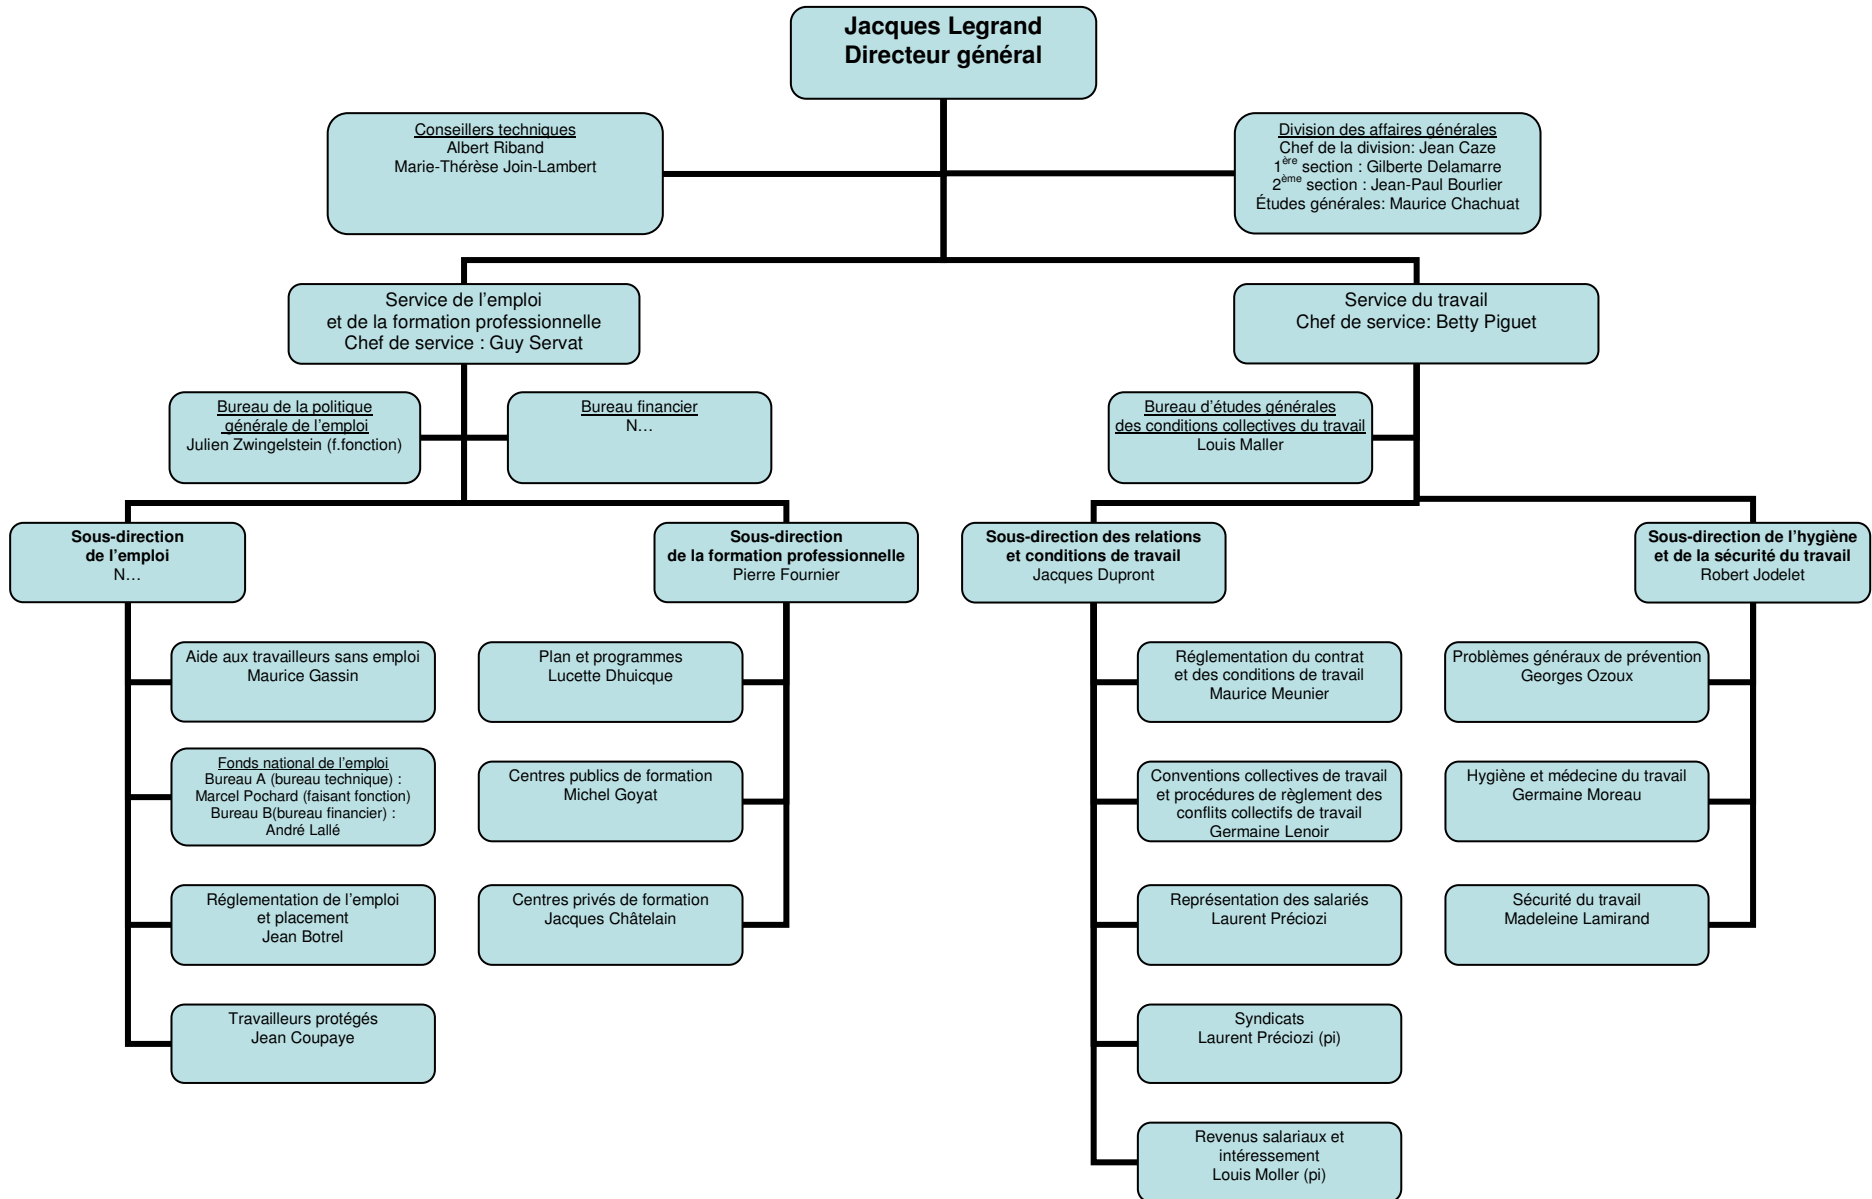 Jacques Legrand
Directeur général
Conseillers techniques
Albert Riband
Marie-Thérèse Join-Lambert
Division des affaires générales
Chef de la division: Jean Caze
1ère section : Gilberte Delamarre
2ème section : Jean-Paul Bourlier
Études générales: Maurice Chachuat
Service de l’emploi
et de la formation professionnelle
Chef de service : Guy Servat
Service du travail
Chef de service: Betty Piguet
Bureau de la politique
générale de l’emploi
Julien Zwingelstein (f.fonction)
Bureau financier
N…
Bureau d’études générales
des conditions collectives du travail
Louis Maller
Sous-direction
de l’emploi
N…
Sous-direction
de la formation professionnelle
Pierre Fournier
Sous-direction des relations
et conditions de travail
Jacques Dupront
Sous-direction de l’hygiène
et de la sécurité du travail
Robert Jodelet
Aide aux travailleurs sans emploi
Maurice Gassin
Fonds national de l’emploi
Bureau A (bureau technique) :
Marcel Pochard (faisant fonction)
Bureau B(bureau financier) :
André Lallé
Réglementation de l’emploi
et placement
Jean Botrel
Travailleurs protégés
Jean Coupaye
Plan et programmes
Lucette Dhuicque
Centres publics de formation
Michel Goyat
Centres privés de formation
Jacques Châtelain
Réglementation du contrat
et des conditions de travail
Maurice Meunier
Conventions collectives de travail
et procédures de règlement des
conflits collectifs de travail
Germaine Lenoir
Représentation des salariés
Laurent Préciozi
Syndicats
Laurent Préciozi (pi)
Revenus salariaux et
intéressement
Louis Moller (pi)
Problèmes généraux de prévention
Georges Ozoux
Hygiène et médecine du travail
Germaine Moreau
Sécurité du travail
Madeleine Lamirand